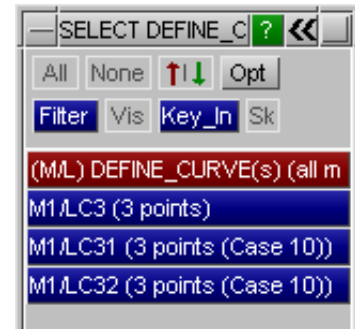 SELECT DEFINE_C ?
All None Opt
Filter Vis Key_In Sk
(M/L) DEFINE_CURVE(s) (all m
M1/LC3 (3 points)
M1/LC31 (3 points (Case 10))
M1/LC32 (3 points (Case 10))